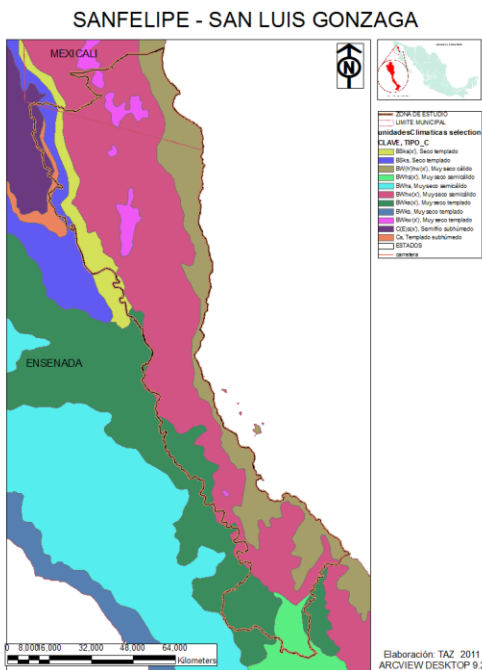 SANFELIPE - SAN LUIS GONZAGA
MEXICALI
N
ENSENADA
ZONA DE ESTUDIO
LIMITE MUNICIPAL
unidadesClimaticas selection
CLAVE, TIPO_C
BSks(x'), Seco templado
BSks, Seco templado
BW(h')hw(x'), Muy seco cálido
BWhs(x'), Muy seco semicálido
BWhs, Muy seco semicálido
BWhw(x'), Muy seco semicálido
BWks(x'), Muy seco templado
BWks, Muy seco templado
BWkw(x'), Muy seco templado
C(E)s(x'), Semifrío subhúmedo
Cs, Templado subhúmedo
ESTADOS
carretera
0 8,000 16,000 32,000 48,000 64,000
Kilometers
Elaboración: TAZ 2011
ARCVIEW DESKTOP 9.